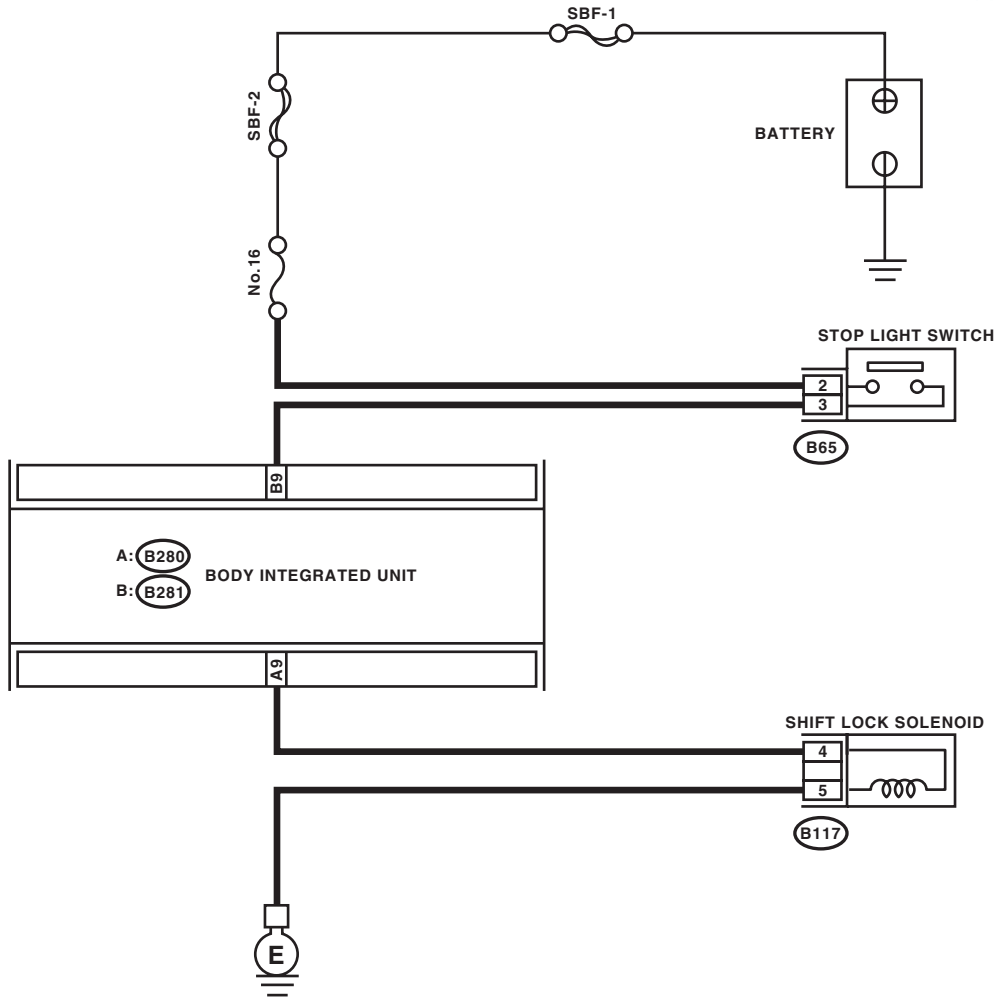 SBF-1
SBF-2
BATTERY
No.16
STOP LIGHT SWITCH
2
3
B65
B9
A: B280
B: B281
BODY INTEGRATED UNIT
A9
SHIFT LOCK SOLENOID
4
5
B117
E